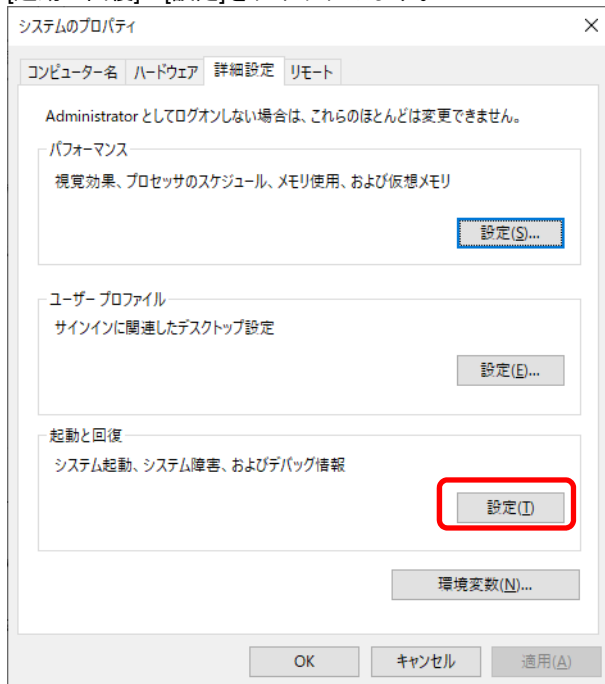 システムのプロパティ
コンピューター名 ハードウェア 詳細設定 リモート
Administrator としてログオンしない場合は、これらのほとんどは変更できません。
パフォーマンス
視覚効果、プロセッサのスケジュール、メモリ使用、および仮想メモリ
設定(S)...
ユーザー プロファイル
サインインに関連したデスクトップ設定
設定(E)...
起動と回復
システム起動、システム障害、およびデバッグ情報
設定(T)
環境変数(N)...
OK キャンセル 適用(A)